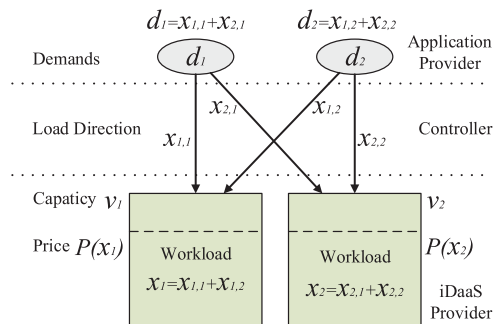 d₁=x₁,₁+x₂,₁ d₂=x₁,₂+x₂,₂
Demands d₁ d₂ Application Provider
x₂,₁ x₁,₂
Load Direction x₁,₁ x₂,₂ Controller
Capaticy v₁ v₂
Price P(x₁) P(x₂)
Workload Workload
x₁=x₁,₁+x₁,₂ x₂=x₂,₁+x₂,₂
iDaaS
Provider